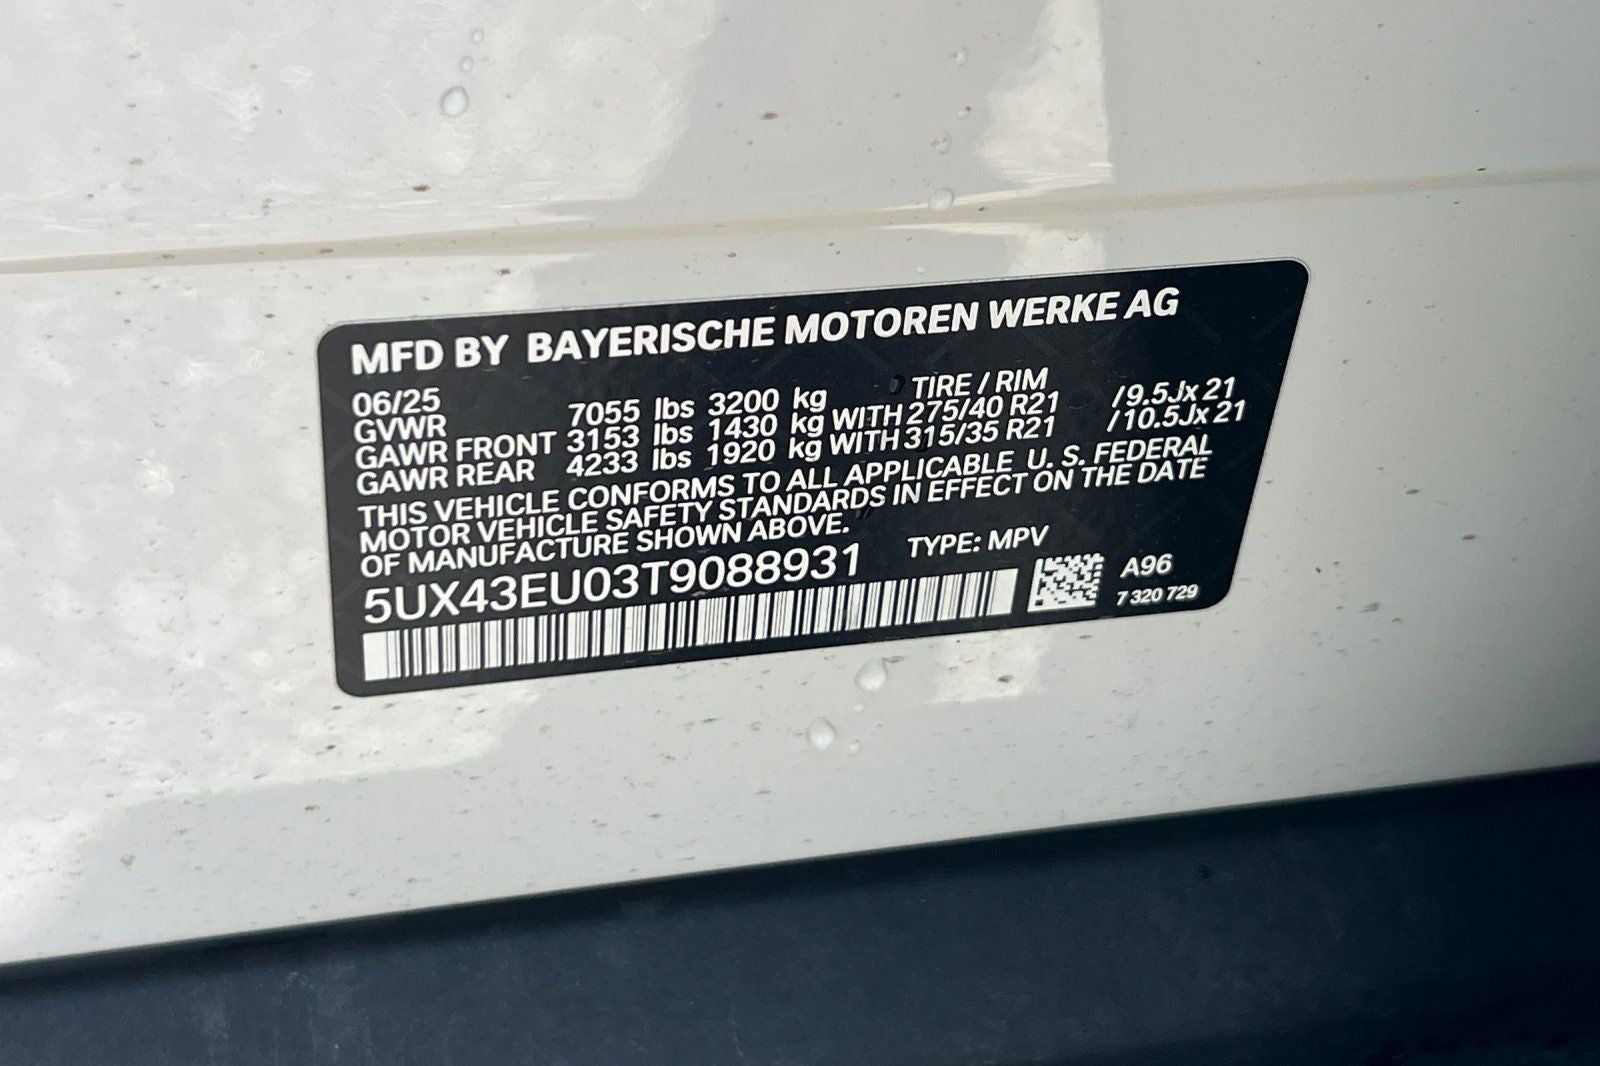 MFD BY BAYERISCHE MOTOREN WERKE AG
06/25 TIRE / RIM
GVWR 7055 lbs 3200 kg
GAWR FRONT 3153 lbs 1430 kg WITH 275/40 R21 /9.5Jx 21
GAWR REAR 4233 lbs 1920 kg WITH 315/35 R21 /10.5Jx 21
THIS VEHICLE CONFORMS TO ALL APPLICABLE U. S. FEDERAL
MOTOR VEHICLE SAFETY STANDARDS IN EFFECT ON THE DATE
OF MANUFACTURE SHOWN ABOVE.
5UX43EU03T9088931 TYPE: MPV
A96
7 320 729